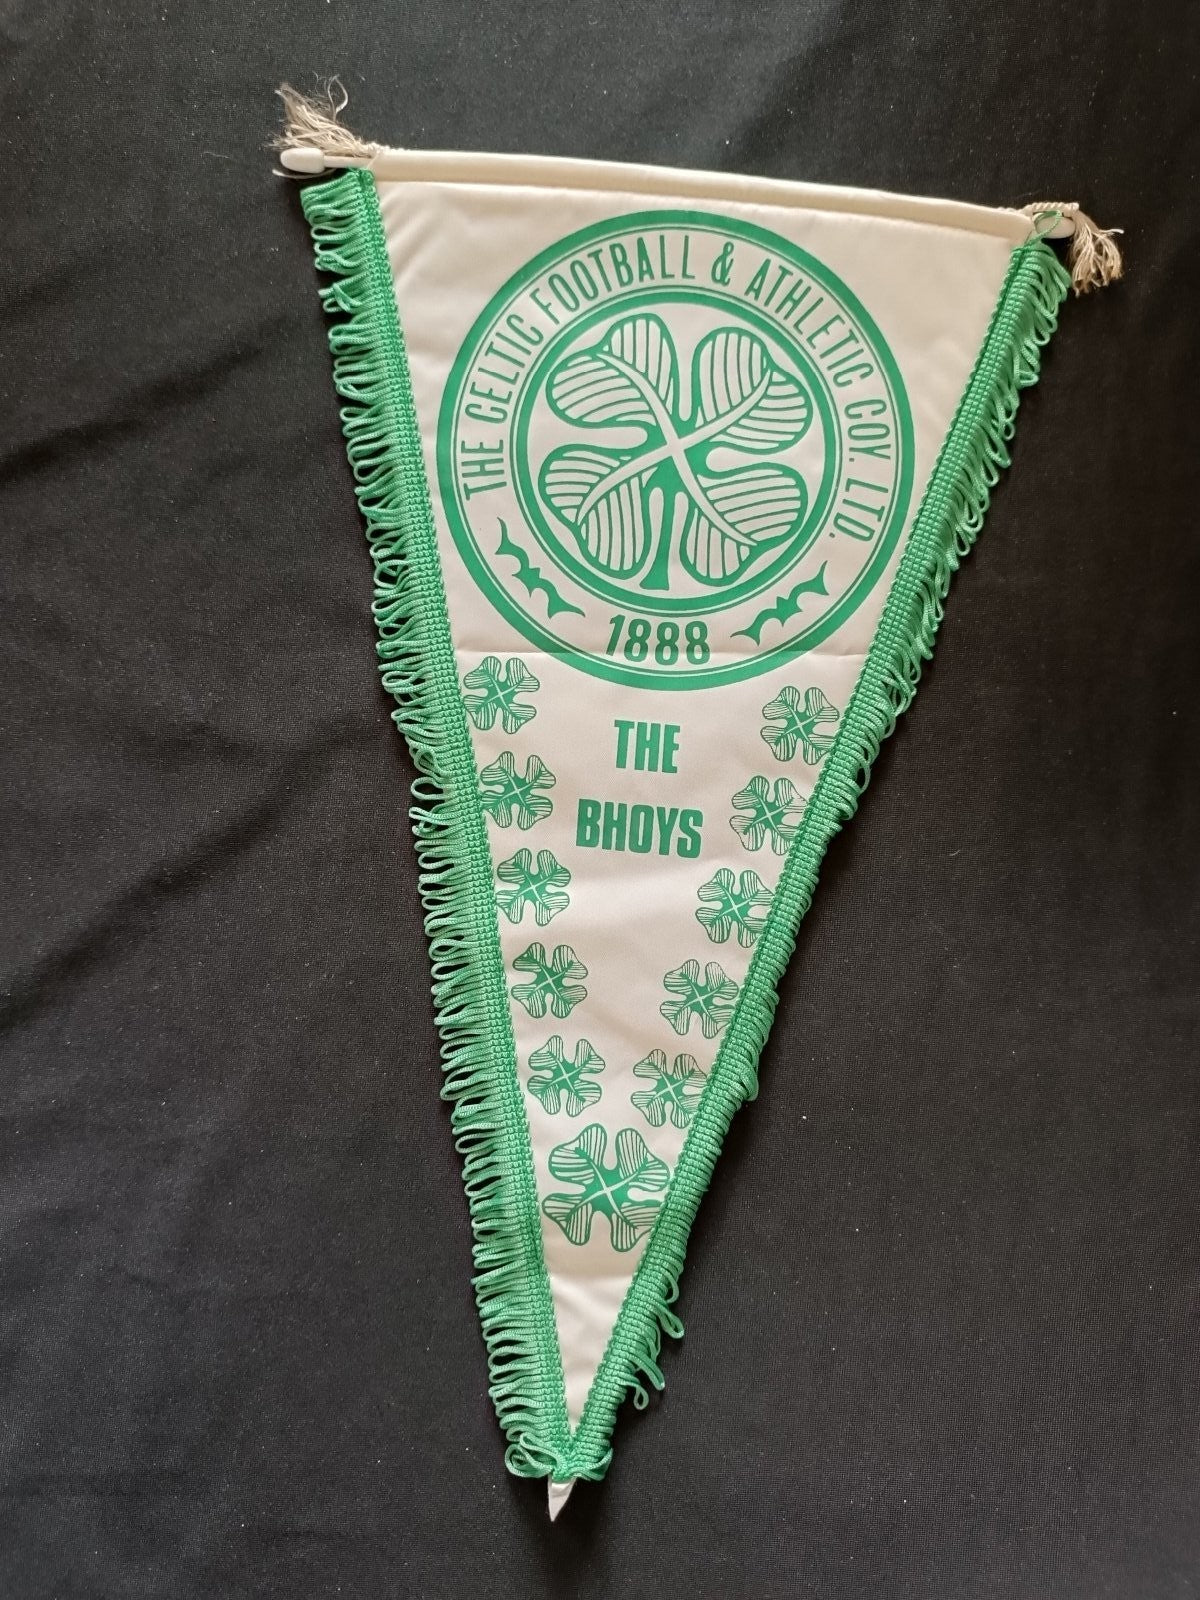 THE CELTIC FOOTBALL & ATHLETIC COY. LTD.
1888
THE
BHOYS